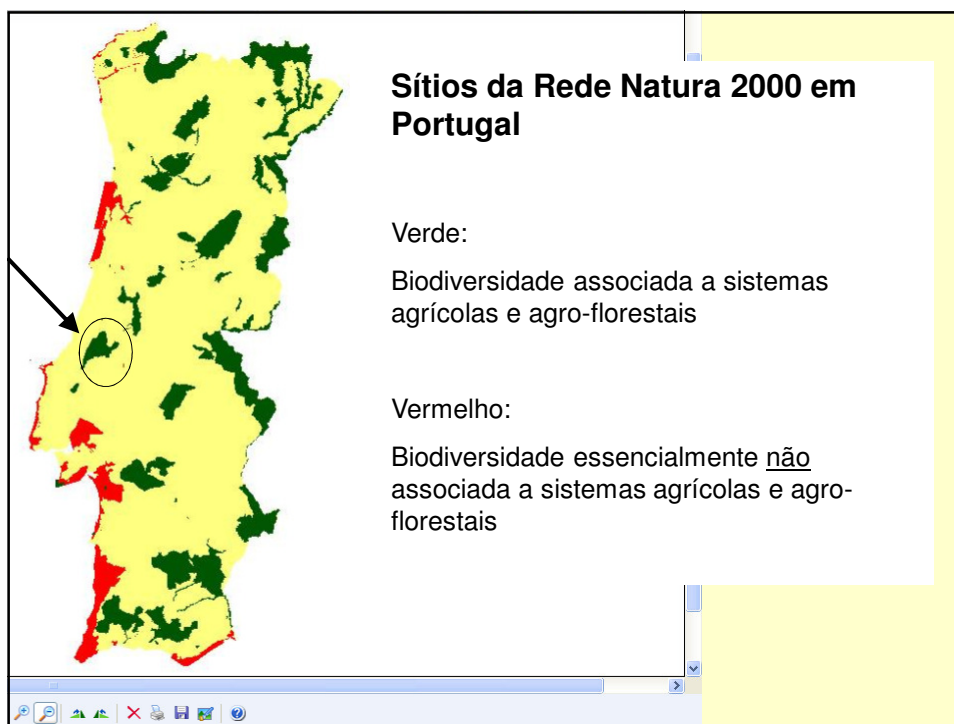 Sítios da Rede Natura 2000 em
Portugal
Verde:
Biodiversidade associada a sistemas
agrícolas e agro-florestais
Vermelho:
Biodiversidade essencialmente não
associada a sistemas agrícolas e agro-
florestais